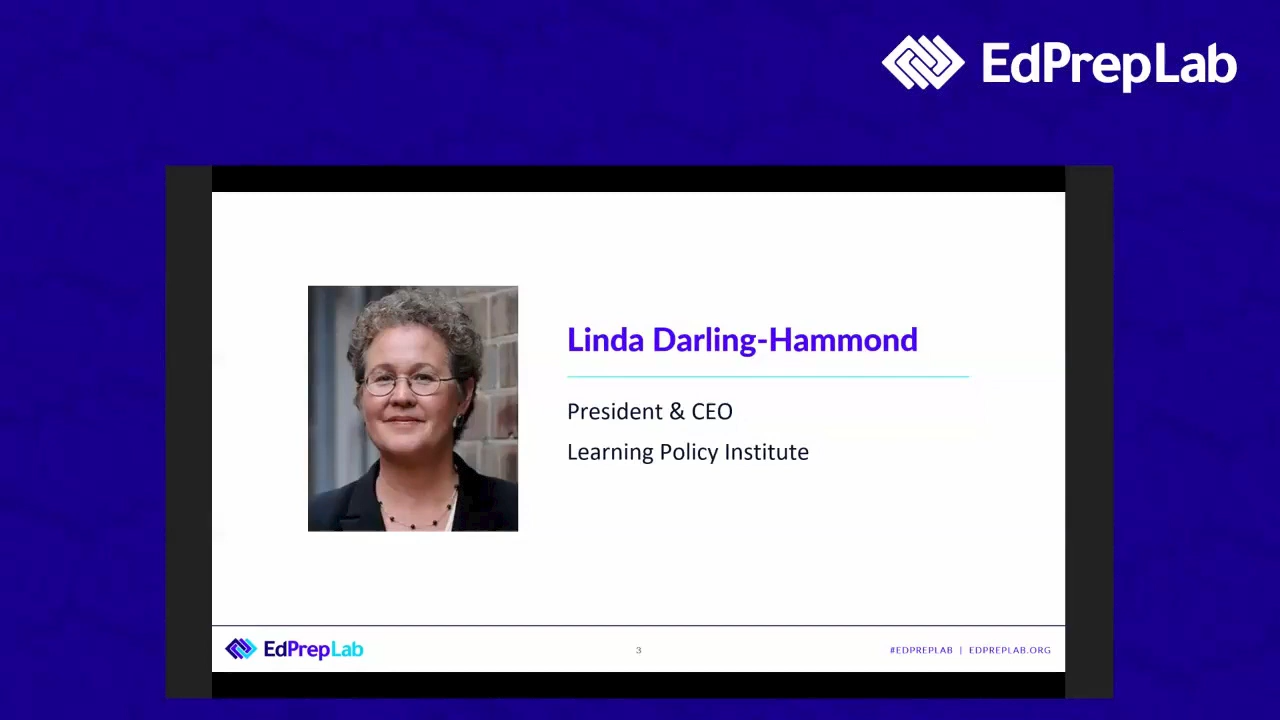 EdPrepLab
Linda Darling-Hammond
President & CEO
Learning Policy Institute
EdPrepLab
3
#EDPREPLAB | EDPREPLAB.ORG